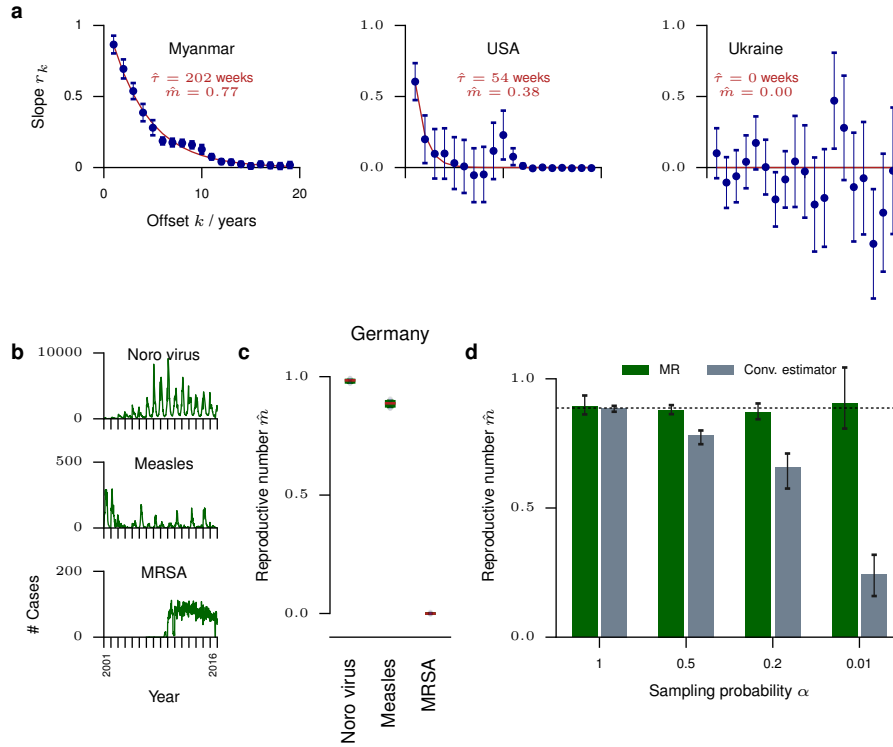 a
Myanmar
τ̂ = 202 weeks
m̂ = 0.77
Slope r_k
1
0.5
0
0
10
20
Offset k / years
USA
τ̂ = 54 weeks
m̂ = 0.38
1.0
0.0
Ukraine
τ̂ = 0 weeks
m̂ = 0.00
1.0
0.0
b
Noro virus
10000
0
Measles
500
0
MRSA
200
0
# Cases
2001
2016
Year
c
Germany
Reproductive number m̂
1.0
0.5
0.0
Noro virus
Measles
MRSA
d
MR
Conv. estimator
Reproductive number m̂
1.0
0.5
0.0
1
0.5
0.2
0.01
Sampling probability α